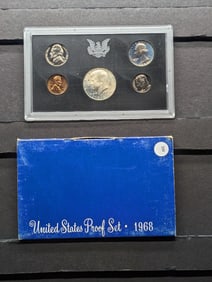 United States Proof Set • 1968